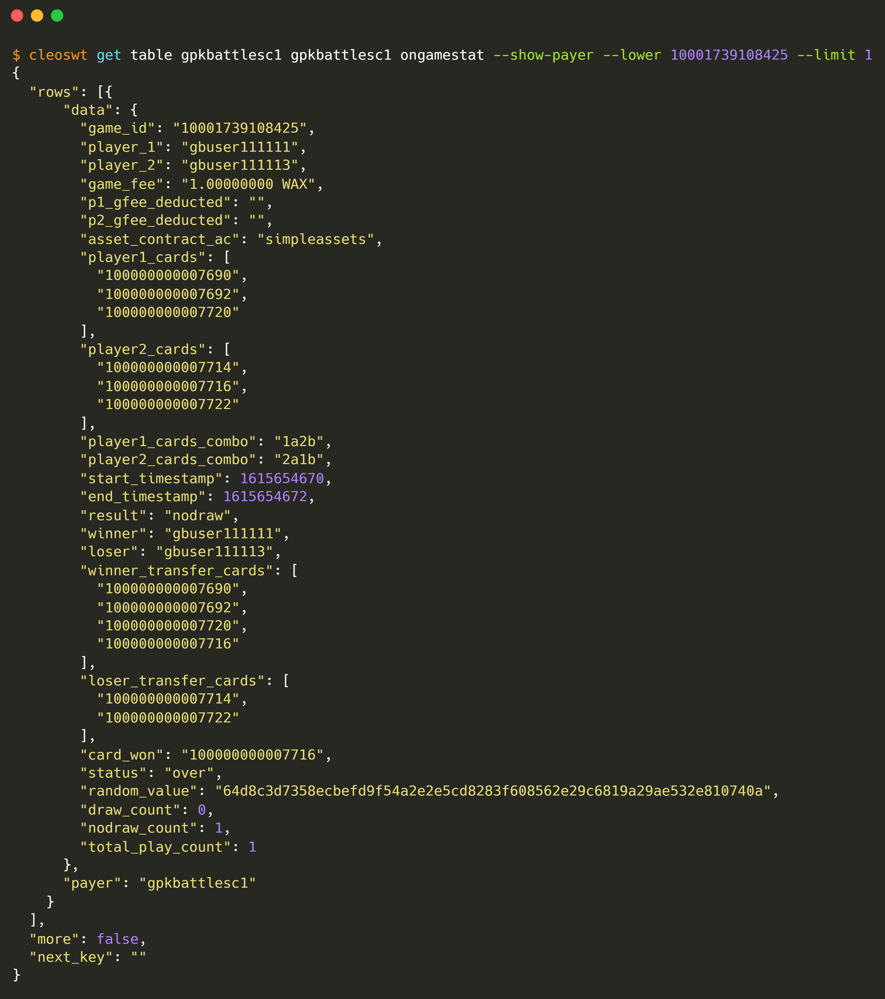 $ cleoswt get table gpkbattlesc1 gpkbattlesc1 ongamestat --show-payer --lower 10001739108425 --limit 1
{
  "rows": [{
      "data": {
        "game_id": "10001739108425",
        "player_1": "gbuser111111",
        "player_2": "gbuser111113",
        "game_fee": "1.00000000 WAX",
        "p1_gfee_deducted": "",
        "p2_gfee_deducted": "",
        "asset_contract_ac": "simpleassets",
        "player1_cards": [
          "100000000007690",
          "100000000007692",
          "100000000007720"
        ],
        "player2_cards": [
          "100000000007714",
          "100000000007716",
          "100000000007722"
        ],
        "player1_cards_combo": "1a2b",
        "player2_cards_combo": "2a1b",
        "start_timestamp": 1615654670,
        "end_timestamp": 1615654672,
        "result": "nodraw",
        "winner": "gbuser111111",
        "loser": "gbuser111113",
        "winner_transfer_cards": [
          "100000000007690",
          "100000000007692",
          "100000000007720",
          "100000000007716"
        ],
        "loser_transfer_cards": [
          "100000000007714",
          "100000000007722"
        ],
        "card_won": "100000000007716",
        "status": "over",
        "random_value": "64d8c3d7358ecbefd9f54a2e2e5cd8283f608562e29c6819a29ae532e810740a",
        "draw_count": 0,
        "nodraw_count": 1,
        "total_play_count": 1
      },
      "payer": "gpkbattlesc1"
    }
  ],
  "more": false,
  "next_key": ""
}